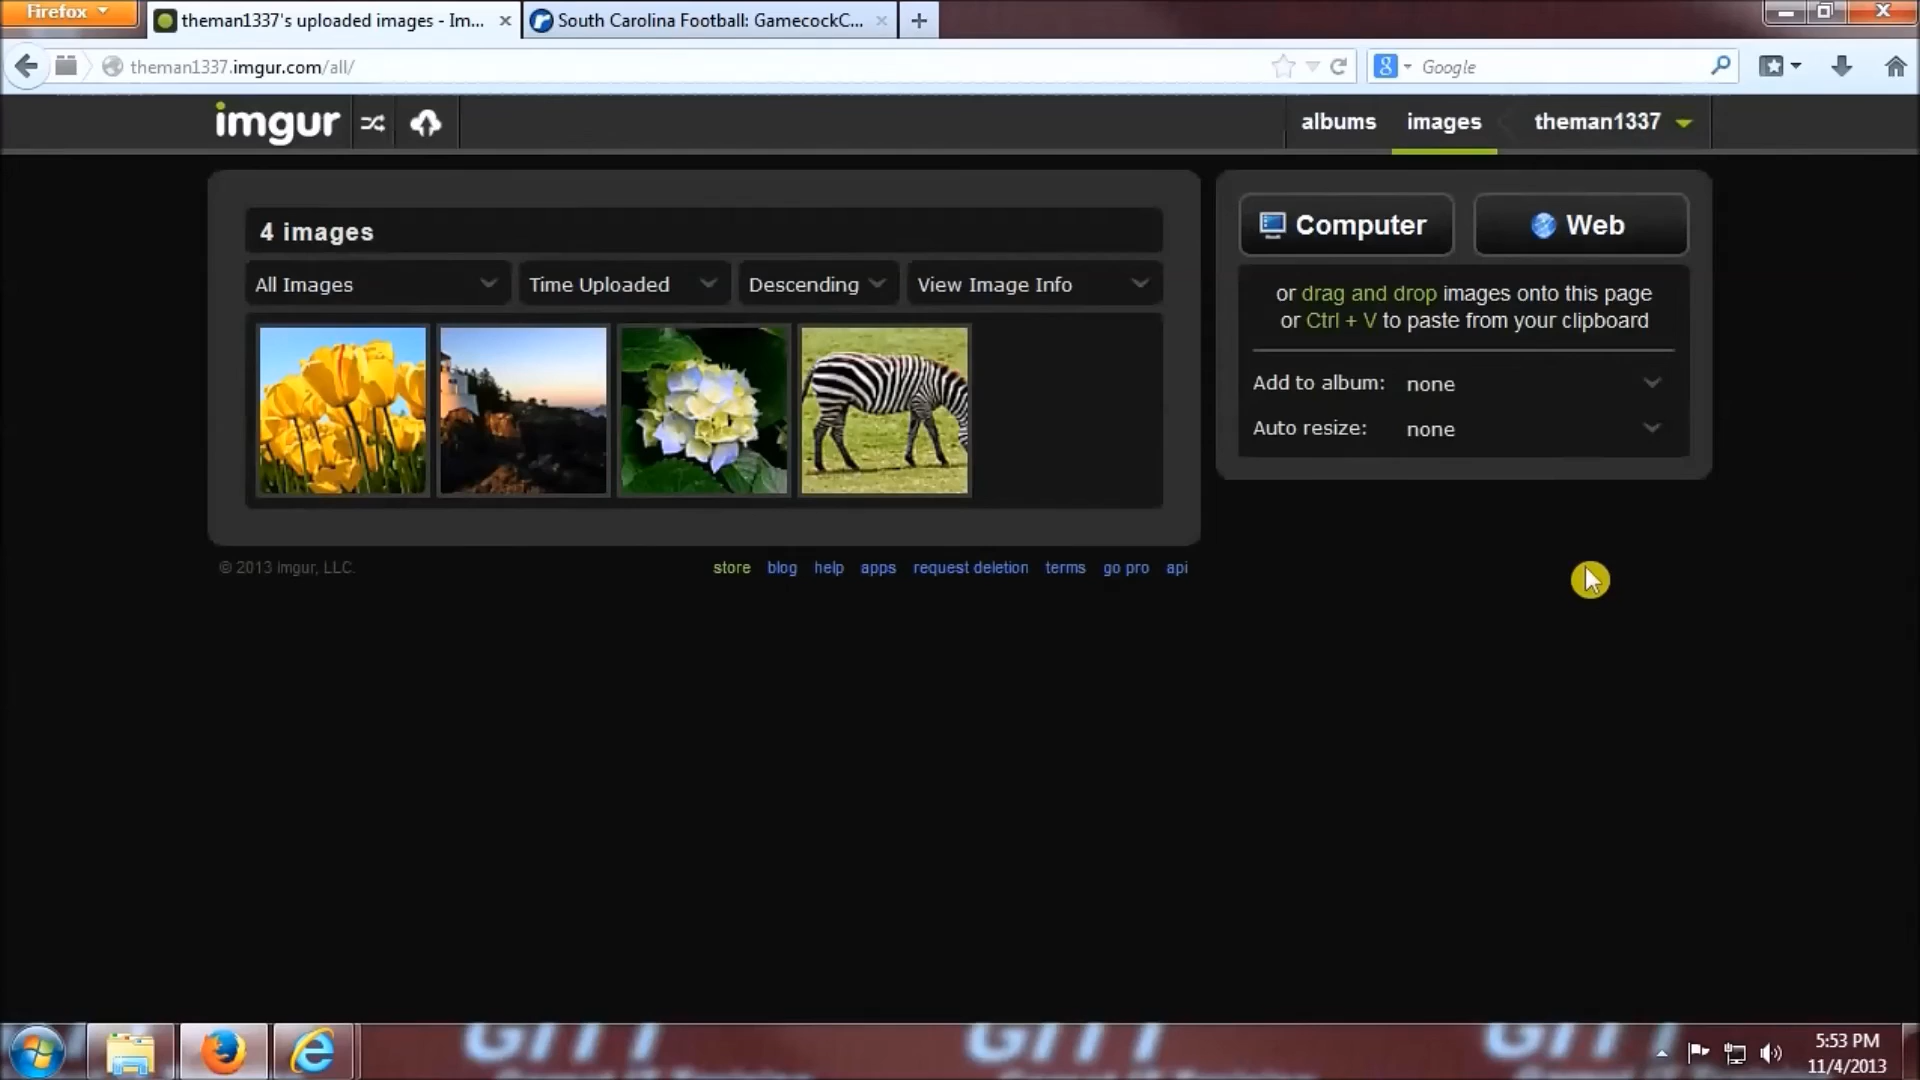 Firefox
theman1337's uploaded images - Im...
South Carolina Football: GamecockC...
theman1337.imgur.com/all/
Google
imgur
albums
images
theman1337
4 images
All Images
Time Uploaded
Descending
View Image Info
Computer
Web
or drag and drop images onto this page
or Ctrl + V to paste from your clipboard
Add to album: none
Auto resize: none
© 2013 Imgur, LLC.
store blog help apps request deletion terms go pro api
5:53 PM
11/4/2013